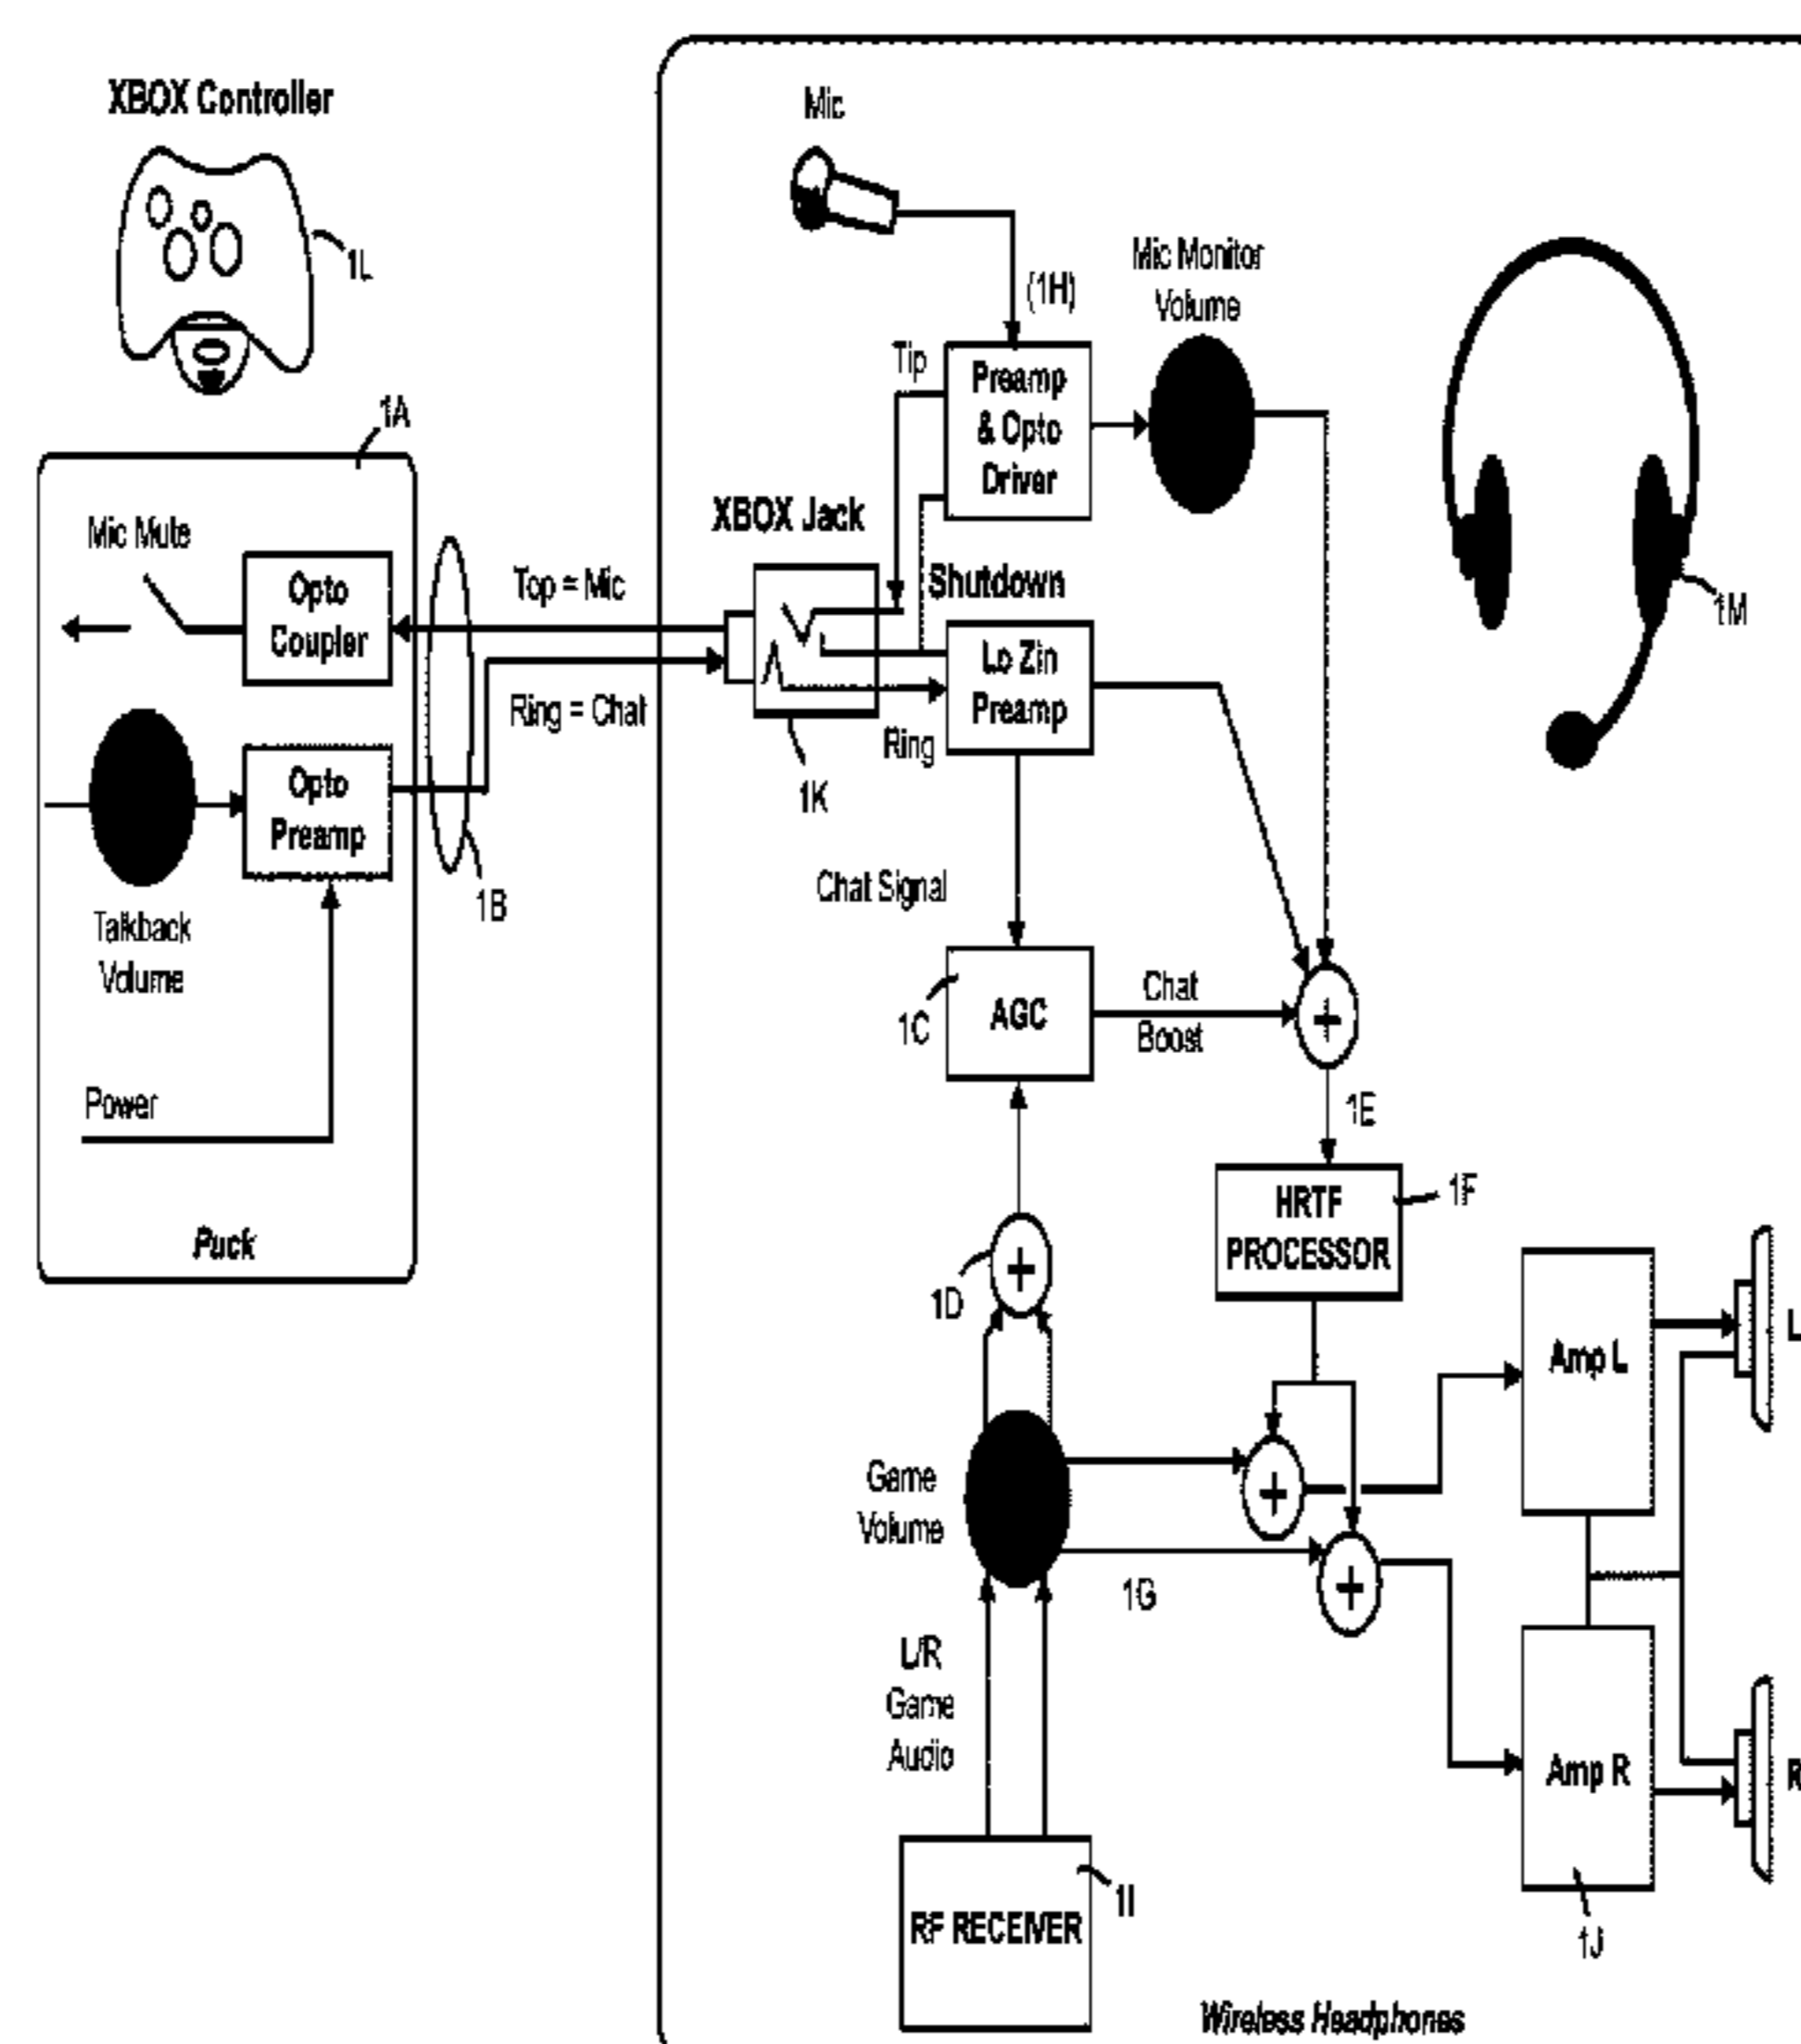 XBOX Controller
1L
1A
Mic Mute
Opto
Coupler
Opto
Preamp
Talkback
Volume
Power
Puck
1B
Top = Mic
Ring = Chat
Mic
(1H)
Tip
Preamp
& Opto
Driver
Mic Monitor
Volume
XBOX Jack
Shutdown
Lo Zin
Preamp
Ring
1K
1M
Chat Signal
1C
AGC
Chat
Boost
1E
HRTF
PROCESSOR
1F
1D
Game
Volume
1G
L/R
Game
Audio
RF RECEIVER
1I
Amp L
L
Amp R
R
1J
Wireless Headphones